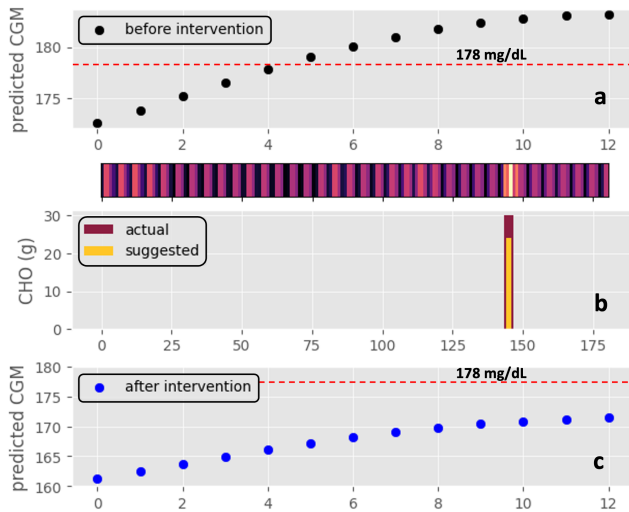 predicted CGM
180
175
before intervention
178 mg/dL
a
0 2 4 6 8 10 12
CHO (g)
30
20
10
0
actual
suggested
b
0 25 50 75 100 125 150 175
predicted CGM
180
175
170
165
160
after intervention
178 mg/dL
c
0 2 4 6 8 10 12